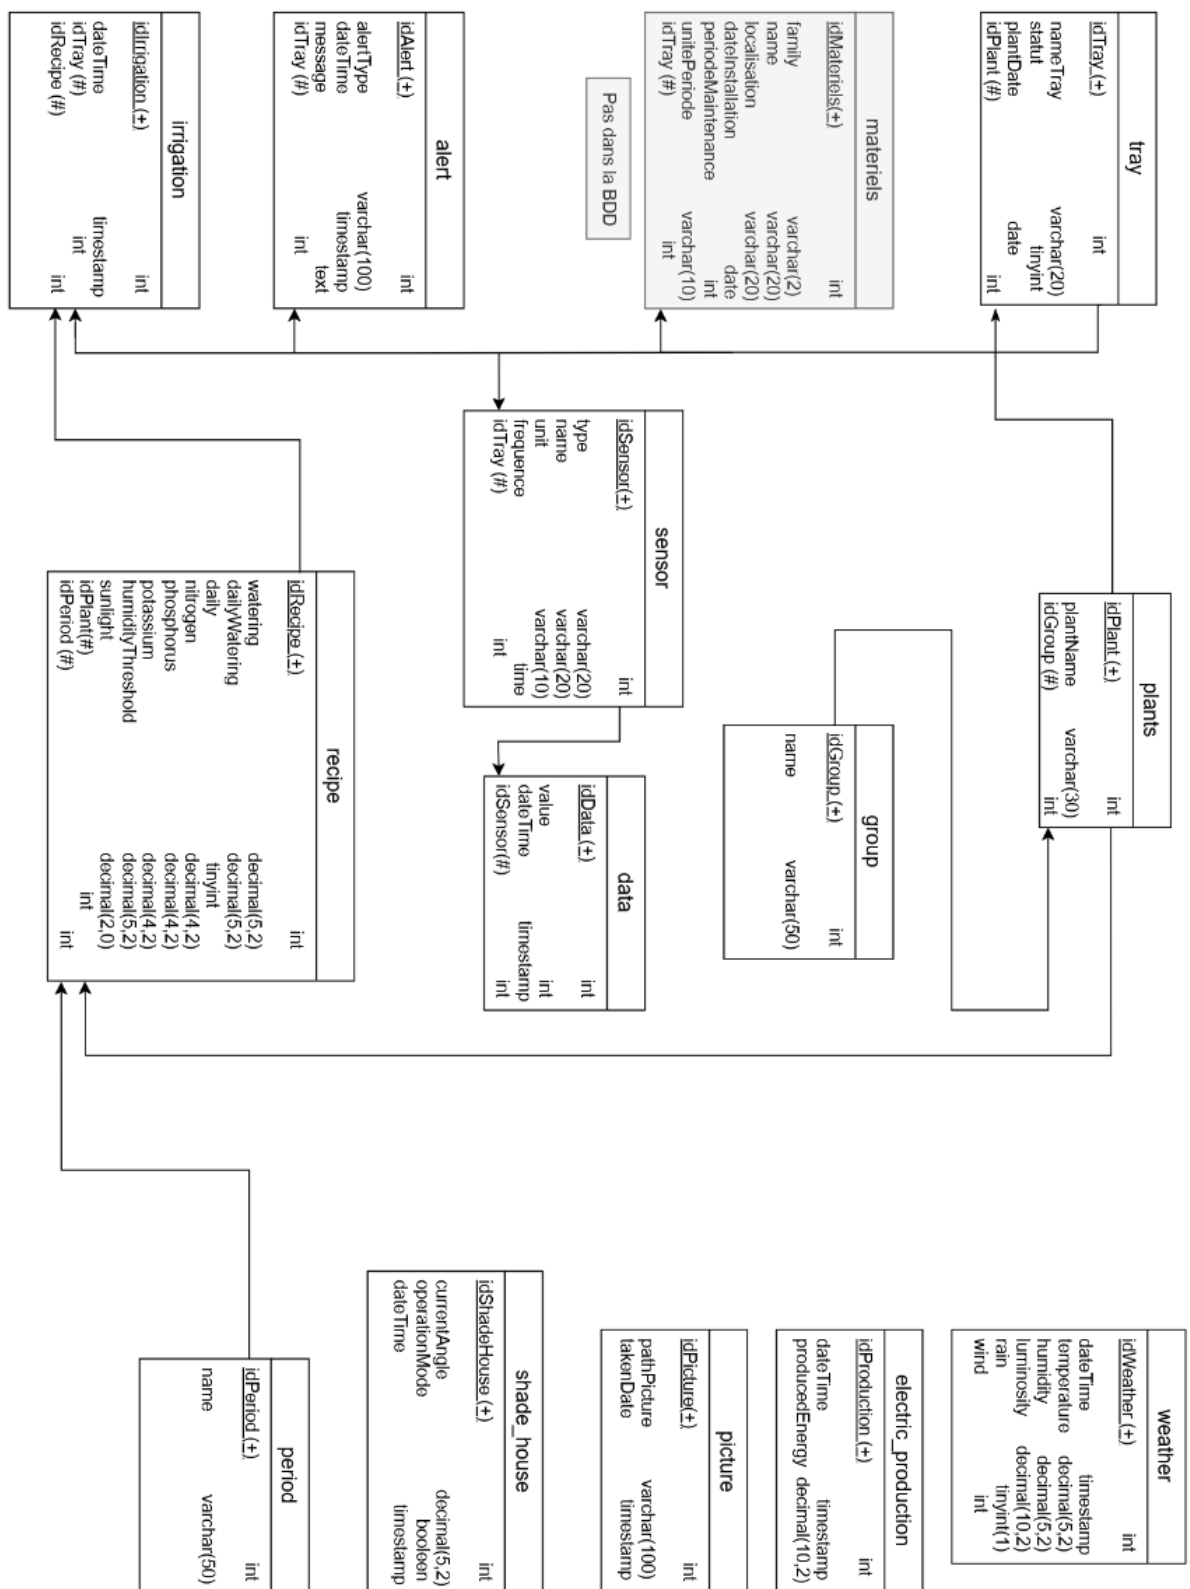 tray
idTray (+) int
nameTray varchar(20)
statut tinyint
plantDate date
idPlant (#) int
materiels
idMateriels(+) int
family varchar(2)
name varchar(20)
localisation varchar(20)
dateInstallation date
periodeMaintenance int
unitePeriode varchar(10)
idTray (#) int
Pas dans la BDD
alert
idAlert (+) int
alertType varchar(100)
dateTime timestamp
message text
idTray (#) int
irrigation
idIrrigation (+) int
dateTime timestamp
idTray (#) int
idRecipe (#) int
plants
idPlant (+) int
plantName varchar(30)
idGroup (#) int
sensor
idSensor(+) int
type varchar(20)
name varchar(20)
unit varchar(10)
frequence time
idTray (#) int
group
idGroup (+) int
name varchar(50)
data
idData (+) int
value int
dateTime timestamp
idSensor(#) int
recipe
idRecipe (+) int
watering decimal(5,2)
dailyWatering decimal(5,2)
daily tinyint
nitrogen decimal(4,2)
phosphorus decimal(4,2)
potassium decimal(4,2)
humidityThreshold decimal(5,2)
sunlight decimal(2,0)
idPlant(#) int
idPeriod (#) int
weather
idWeather (+) int
dateTime timestamp
temperature decimal(5,2)
humidity decimal(5,2)
luminosity decimal(10,2)
rain tinyint(1)
wind int
electric_production
idProduction (+) int
dateTime timestamp
producedEnergy decimal(10,2)
picture
idPicture(+) int
pathPicture varchar(100)
takenDate timestamp
shade_house
idShadeHouse (+) int
currentAngle decimal(5,2)
operationMode booleen
dateTime timestamp
period
idPeriod (+) int
name varchar(50)